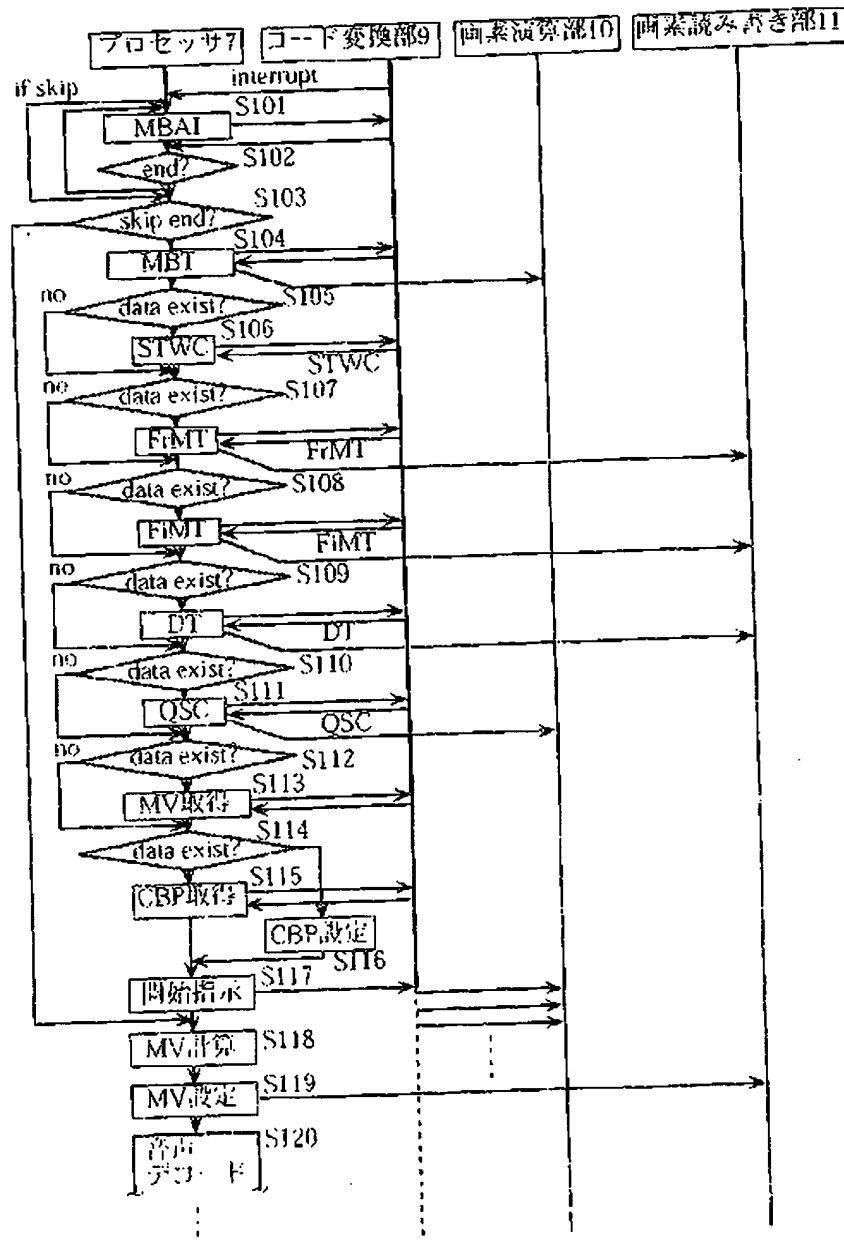 プロセッサ7 コード変換部9 画素演算部10 画素読み書き部11
if skip
interrupt
S101
MBAI
end?
S102
S103
skip end?
S104
MBT
no
data exist?
S105
S106
STWC
STWC
no
data exist?
S107
FrMT
FrMT
no
data exist?
S108
FiMT
FiMT
no
data exist?
S109
DT
DT
no
data exist?
S110
S111
QSC
QSC
no
data exist?
S112
S113
MV取得
S114
data exist?
S115
CBP取得
CBP設定
S116
S117
開始指示
MV計算
S118
MV設定
S119
音声
デコード
S120